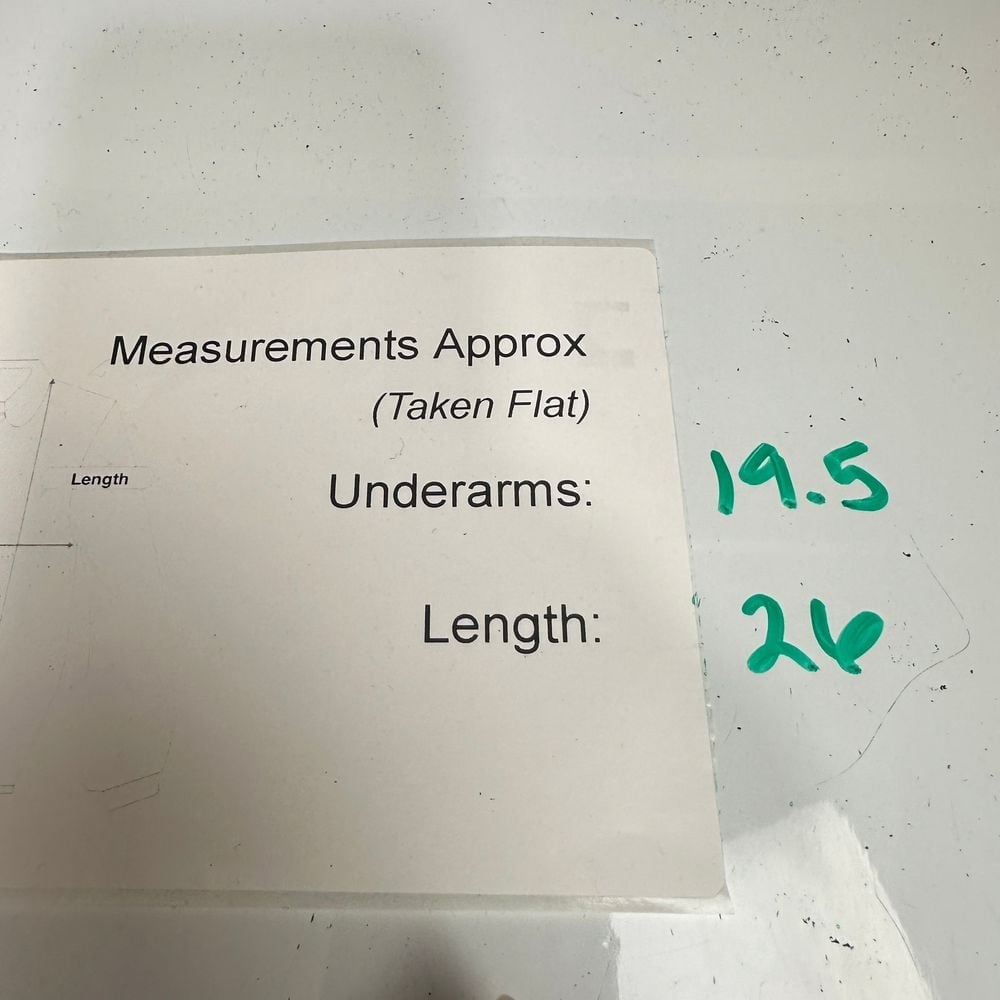 Measurements Approx
(Taken Flat)
Length
Underarms: 19.5
Length: 26